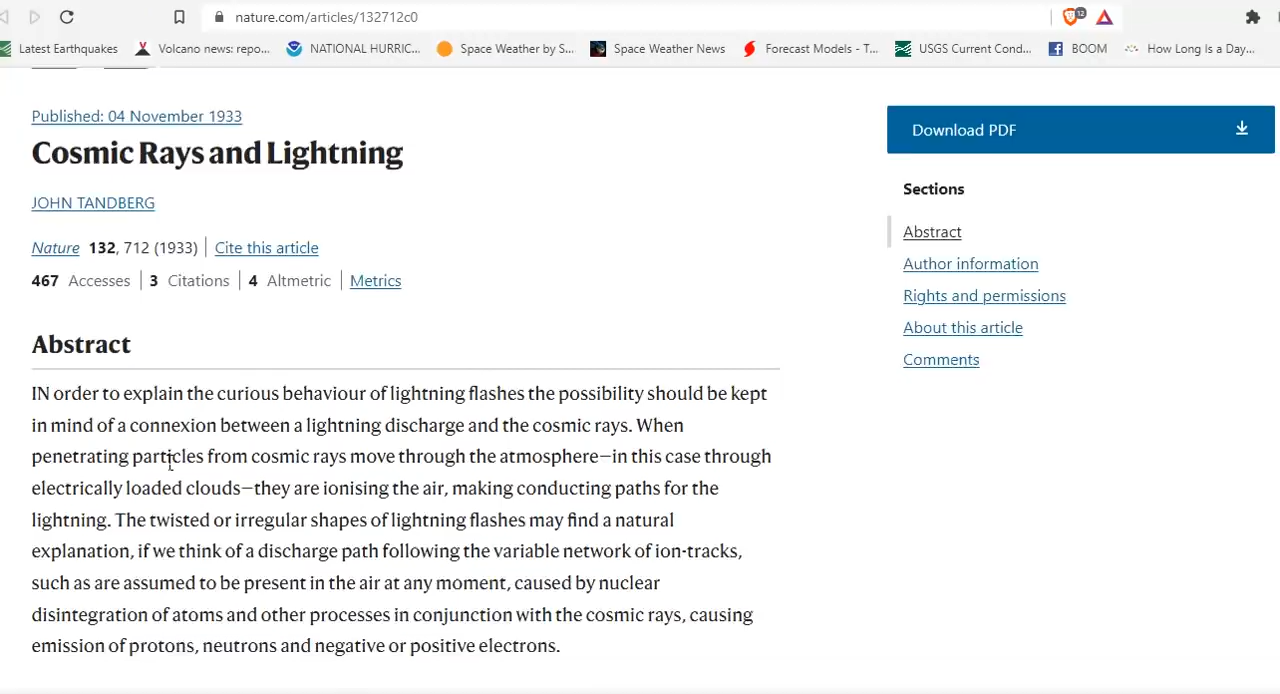 nature.com/articles/132712c0
12
Latest Earthquakes Volcano news: repo... NATIONAL HURRIC... Space Weather by S... Space Weather News Forecast Models - T... USGS Current Cond... BOOM How Long Is a Day...
Published: 04 November 1933
Cosmic Rays and Lightning
JOHN TANDBERG
Nature 132, 712 (1933) Cite this article
467 Accesses 3 Citations 4 Altmetric Metrics
Abstract
IN order to explain the curious behaviour of lightning flashes the possibility should be kept
in mind of a connexion between a lightning discharge and the cosmic rays. When
penetrating particles from cosmic rays move through the atmosphere—in this case through
electrically loaded clouds—they are ionising the air, making conducting paths for the
lightning. The twisted or irregular shapes of lightning flashes may find a natural
explanation, if we think of a discharge path following the variable network of ion-tracks,
such as are assumed to be present in the air at any moment, caused by nuclear
disintegration of atoms and other processes in conjunction with the cosmic rays, causing
emission of protons, neutrons and negative or positive electrons.
Download PDF
Sections
Abstract
Author information
Rights and permissions
About this article
Comments